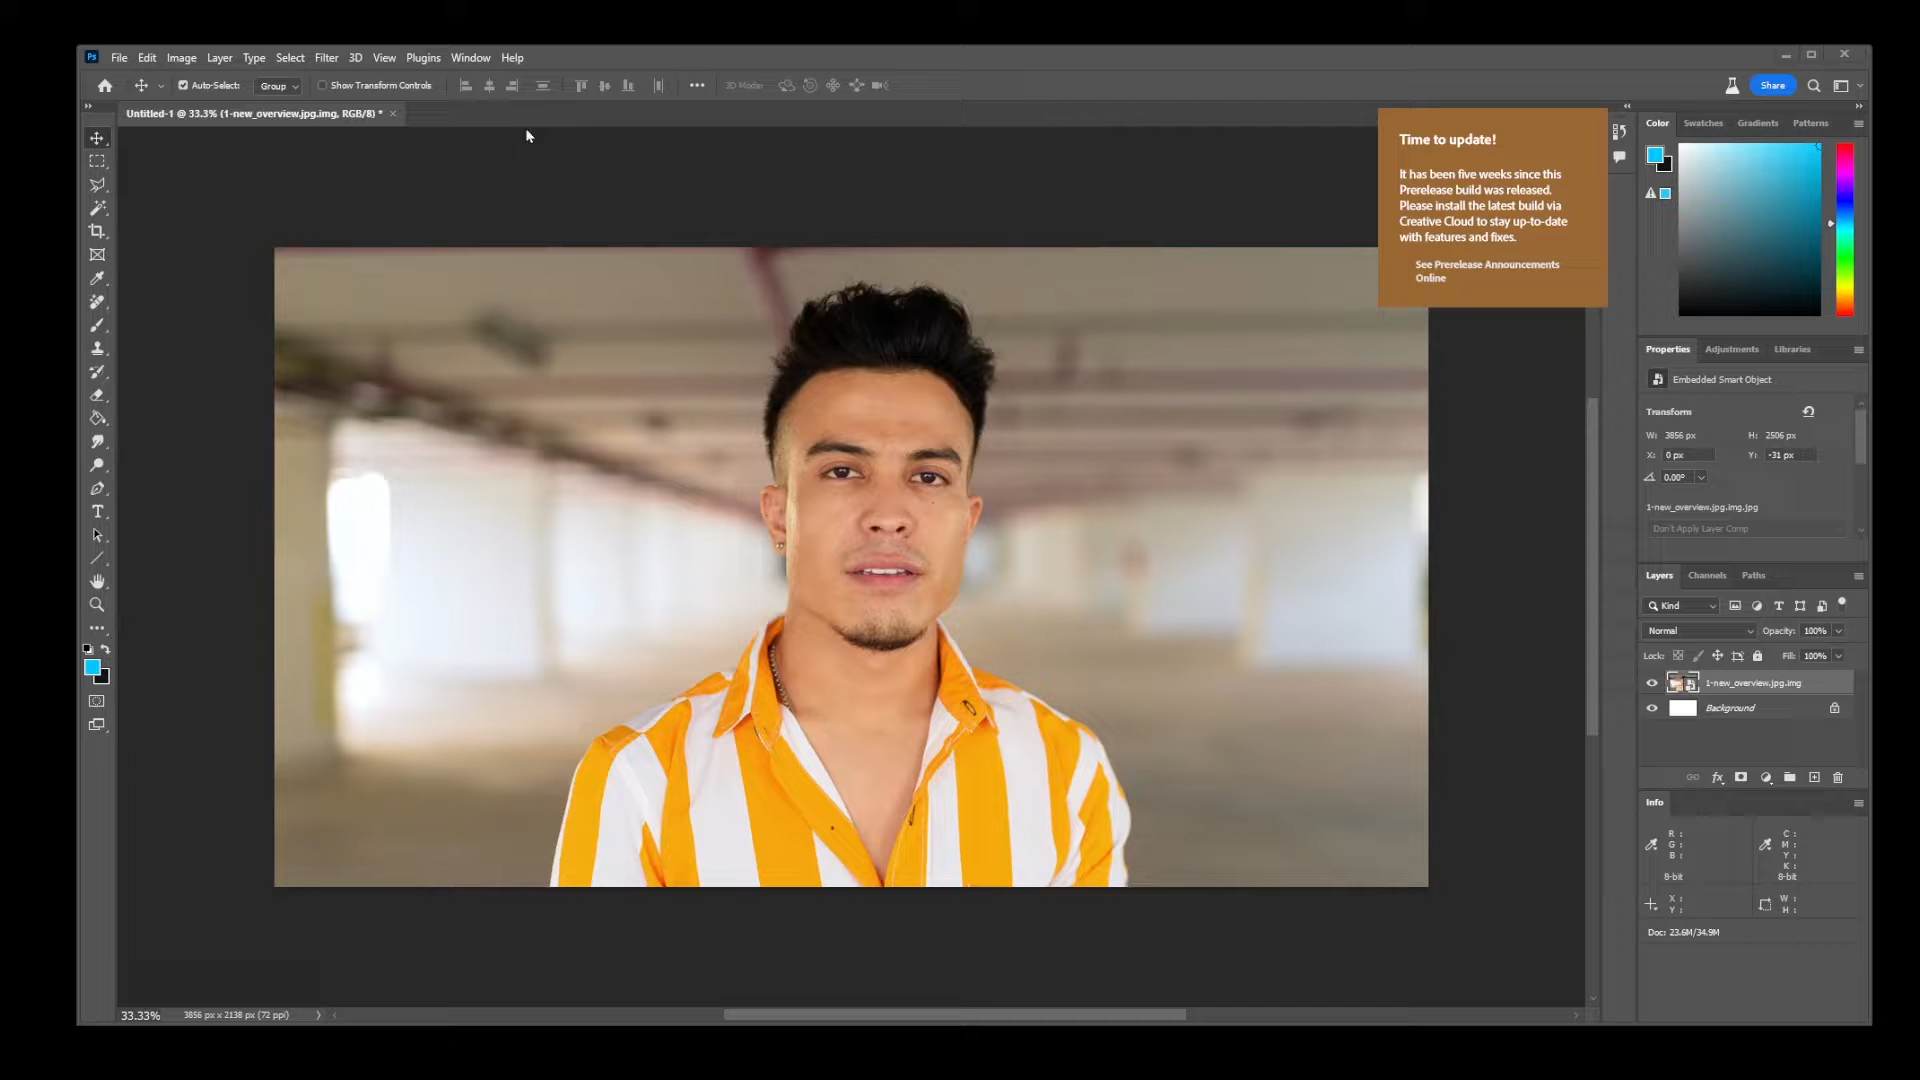 Ps File Edit Image Layer Type Select Filter 3D View Plugins Window Help
Auto-Select: Group Show Transform Controls 3D Mode: Share
Untitled-1 @ 33.3% (1-new_overview.jpg.img, RGB/8) *
Time to update!
It has been five weeks since this
Prerelease build was released.
Please install the latest build via
Creative Cloud to stay up-to-date
with features and fixes.
See Prerelease Announcements
Online
Color Swatches Gradients Patterns
Properties Adjustments Libraries
Embedded Smart Object
Transform
W: 3856 px H: 2506 px
X: 0 px Y: -31 px
0.00°
1-new_overview.jpg.img.jpg
Don't Apply Layer Comp
Layers Channels Paths
Kind
Normal Opacity: 100%
Lock: Fill: 100%
1-new_overview.jpg.img
Background
Info
R : C :
G : M :
B : Y :
K :
8-bit 8-bit
X : W :
Y : H :
Doc: 23.6M/34.9M
33.33% 3856 px x 2138 px (72 ppi)